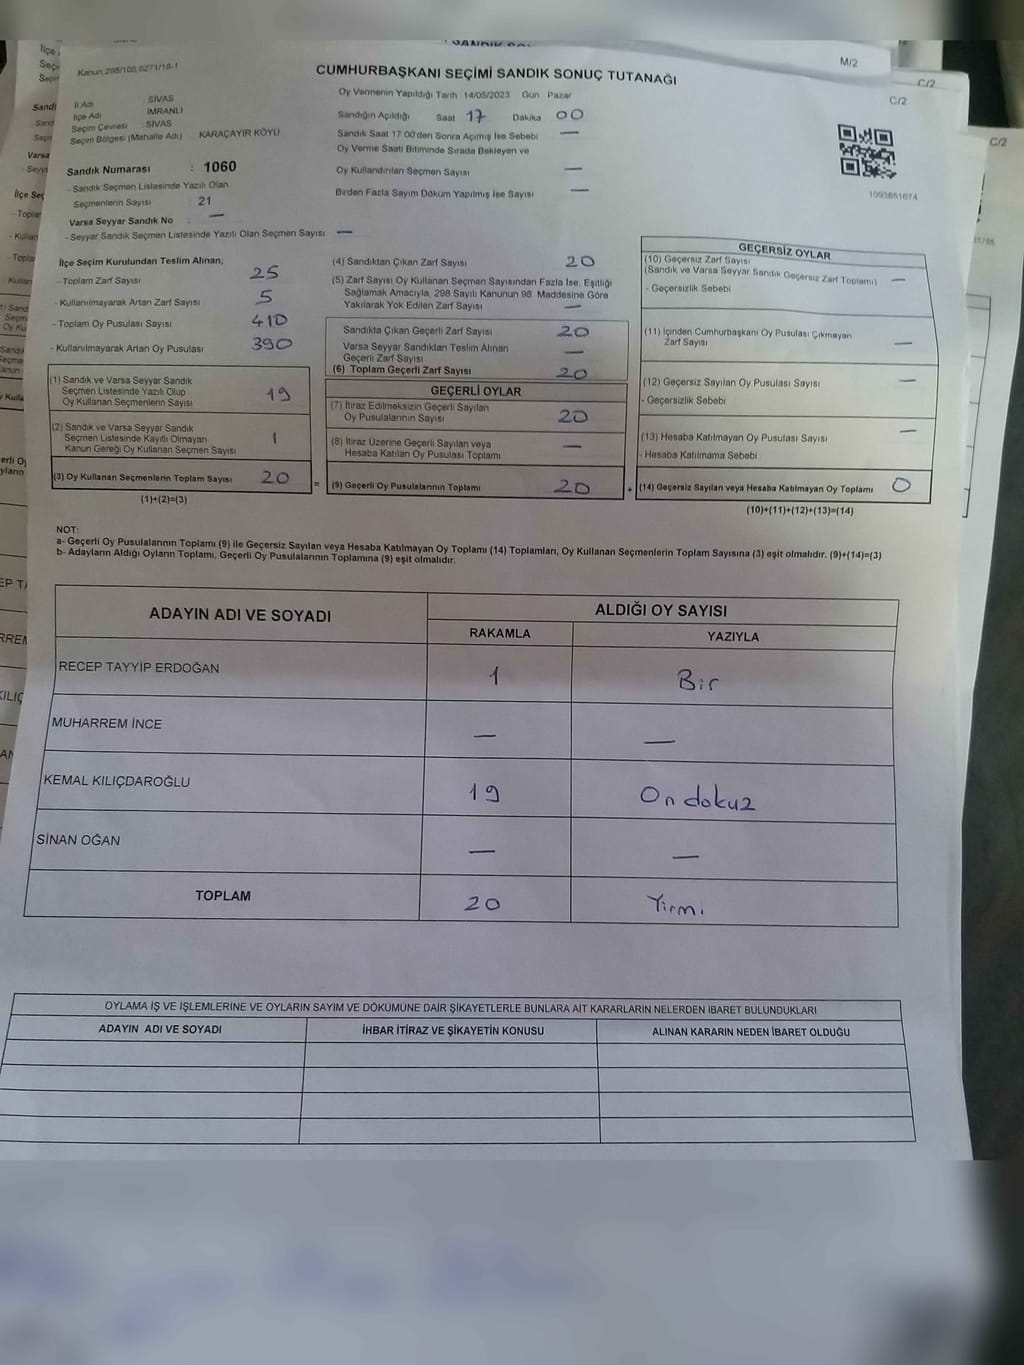 M/2
Kanun 298/105,6271/18-1
CUMHURBAŞKANI SEÇİMİ SANDIK SONUÇ TUTANAĞI
C/2
İl Adı SİVAS
İlçe Adı İMRANLI
Seçim Çevresi SİVAS
Seçim Bölgesi (Mahalle Adı) KARAÇAYIR KÖYÜ
Sandık Numarası : 1060
- Sandık Seçmen Listesinde Yazılı Olan
Seçmenlerin Sayısı : 21
Varsa Seyyar Sandık No : —
- Seyyar Sandık Seçmen Listesinde Yazılı Olan Seçmen Sayısı : —
Oy Vermenin Yapıldığı Tarih 14/05/2023 Gün Pazar
Sandığın Açıldığı Saat 17 Dakika 00
Sandık Saat 17.00'den Sonra Açımış İse Sebebi —
Oy Verme Saati Bitiminde Sırada Bekleyen ve
Oy Kullandırılan Seçmen Sayısı —
Birden Fazla Sayım Döküm Yapılmış İse Sayısı —
1093651674
İlçe Seçim Kurulundan Teslim Alınan;
- Toplam Zarf Sayısı 25
- Kullanılmayarak Artan Zarf Sayısı 5
- Toplam Oy Pusulası Sayısı 410
- Kullanılmayarak Artan Oy Pusulası 390
(1) Sandık ve Varsa Seyyar Sandık
Seçmen Listesinde Yazılı Olup
Oy Kullanan Seçmenlerin Sayısı 19
(2) Sandık ve Varsa Seyyar Sandık
Seçmen Listesinde Kayıtlı Olmayan
Kanun Gereği Oy Kullanan Seçmen Sayısı 1
(3) Oy Kullanan Seçmenlerin Toplam Sayısı 20
(1)+(2)=(3)
=
(4) Sandıktan Çıkan Zarf Sayısı 20
(5) Zarf Sayısı Oy Kullanan Seçmen Sayısından Fazla İse, Eşitliği
Sağlamak Amacıyla, 298 Sayılı Kanunun 98. Maddesine Göre
Yakılarak Yok Edilen Zarf Sayısı —
Sandıkta Çıkan Geçerli Zarf Sayısı 20
Varsa Seyyar Sandıktan Teslim Alınan
Geçerli Zarf Sayısı —
(6) Toplam Geçerli Zarf Sayısı 20
GEÇERLİ OYLAR
(7) İtiraz Edilmeksizin Geçerli Sayılan
Oy Pusulalarının Sayısı 20
(8) İtiraz Üzerine Geçerli Sayılan veya
Hesaba Katılan Oy Pusulası Toplamı —
(9) Geçerli Oy Pusulalarının Toplamı 20
+
GEÇERSİZ OYLAR
(10) Geçersiz Zarf Sayısı
(Sandık ve Varsa Seyyar Sandık Geçersiz Zarf Toplamı) —
- Geçersizlik Sebebi
(11) İçinden Cumhurbaşkanı Oy Pusulası Çıkmayan
Zarf Sayısı —
(12) Geçersiz Sayılan Oy Pusulası Sayısı —
- Geçersizlik Sebebi
(13) Hesaba Katılmayan Oy Pusulası Sayısı —
- Hesaba Katılmama Sebebi
(14) Geçersiz Sayılan veya Hesaba Katılmayan Oy Toplamı 0
(10)+(11)+(12)+(13)=(14)
NOT:
a- Geçerli Oy Pusulalarının Toplamı (9) ile Geçersiz Sayılan veya Hesaba Katılmayan Oy Toplamı (14) Toplamları, Oy Kullanan Seçmenlerin Toplam Sayısına (3) eşit olmalıdır. (9)+(14)=(3)
b- Adayların Aldığı Oyların Toplamı, Geçerli Oy Pusulalarının Toplamına (9) eşit olmalıdır.
ADAYIN ADI VE SOYADI ALDIĞI OY SAYISI
RAKAMLA YAZIYLA
RECEP TAYYİP ERDOĞAN 1 Bir
MUHARREM İNCE — —
KEMAL KILIÇDAROĞLU 19 On dokuz
SİNAN OĞAN — —
TOPLAM 20 Yirmi
OYLAMA İŞ VE İŞLEMLERİNE VE OYLARIN SAYIM VE DÖKÜMÜNE DAİR ŞİKAYETLERLE BUNLARA AİT KARARLARIN NELERDEN İBARET BULUNDUKLARI
ADAYIN ADI VE SOYADI İHBAR İTİRAZ VE ŞİKAYETİN KONUSU ALINAN KARARIN NEDEN İBARET OLDUĞU
C/2
C/2